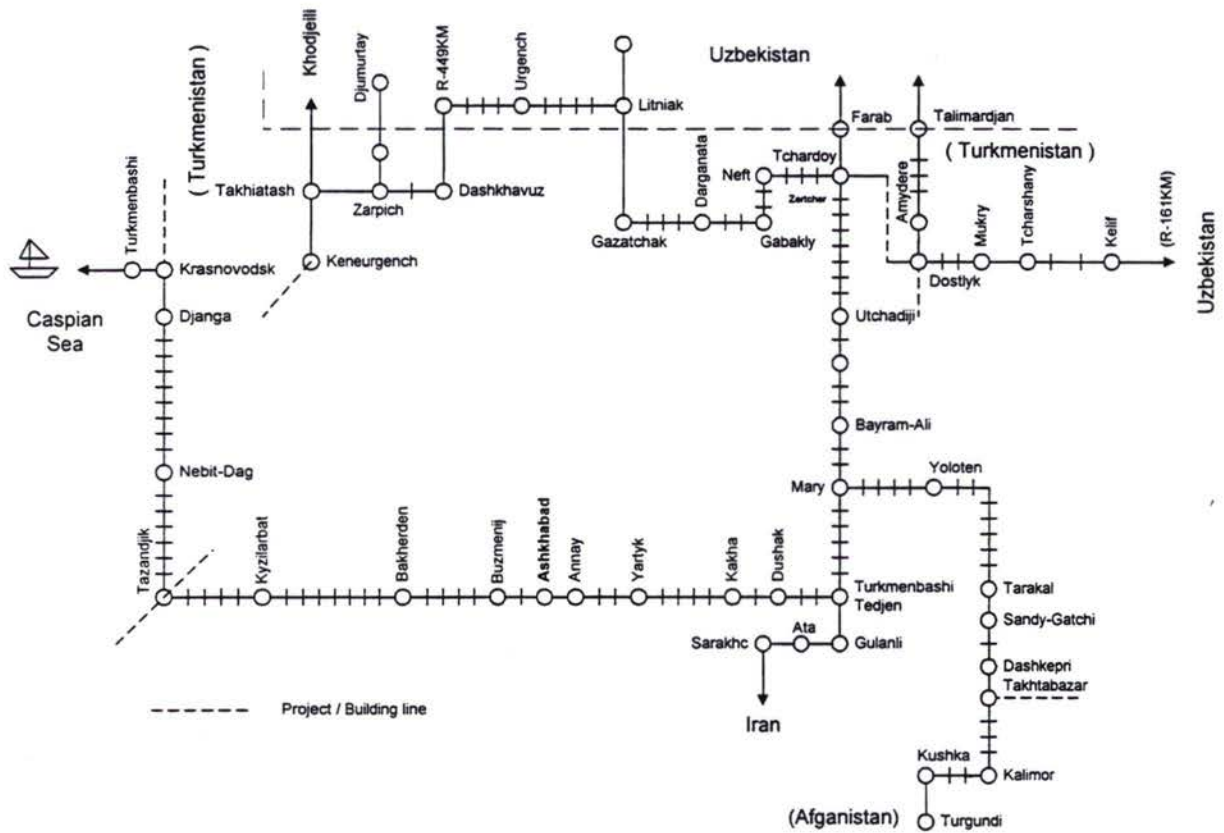 Uzbekistan
( Turkmenistan )
Khodjeili
Djumurtay
R-449KM
Urgench
Litniak
Farab
Talimardjan
( Turkmenistan )
Takhiatash
Zarpich
Dashkhavuz
Neft
Tchardoy
Zertcher
Darganata
Gazatchak
Gabakly
Amydere
Mukry
Tcharshany
Kelif
(R-161KM)
Uzbekistan
Dostlyk
Turkmenbashi
Krasnovodsk
Keneurgench
Caspian
Sea
Djanga
Utchadiji
Bayram-Ali
Nebit-Dag
Mary
Yoloten
Tazandjik
Kyzilarbat
Bakherden
Buzmenij
Ashkhabad
Annay
Yartyk
Kakha
Dushak
Turkmenbashi
Tedjen
Tarakal
Sandy-Gatchi
Sarakhc
Ata
Gulanli
Dashkepri
Takhtabazar
Project / Building line
Iran
Kushka
Kalimor
(Afganistan)
Turgundi